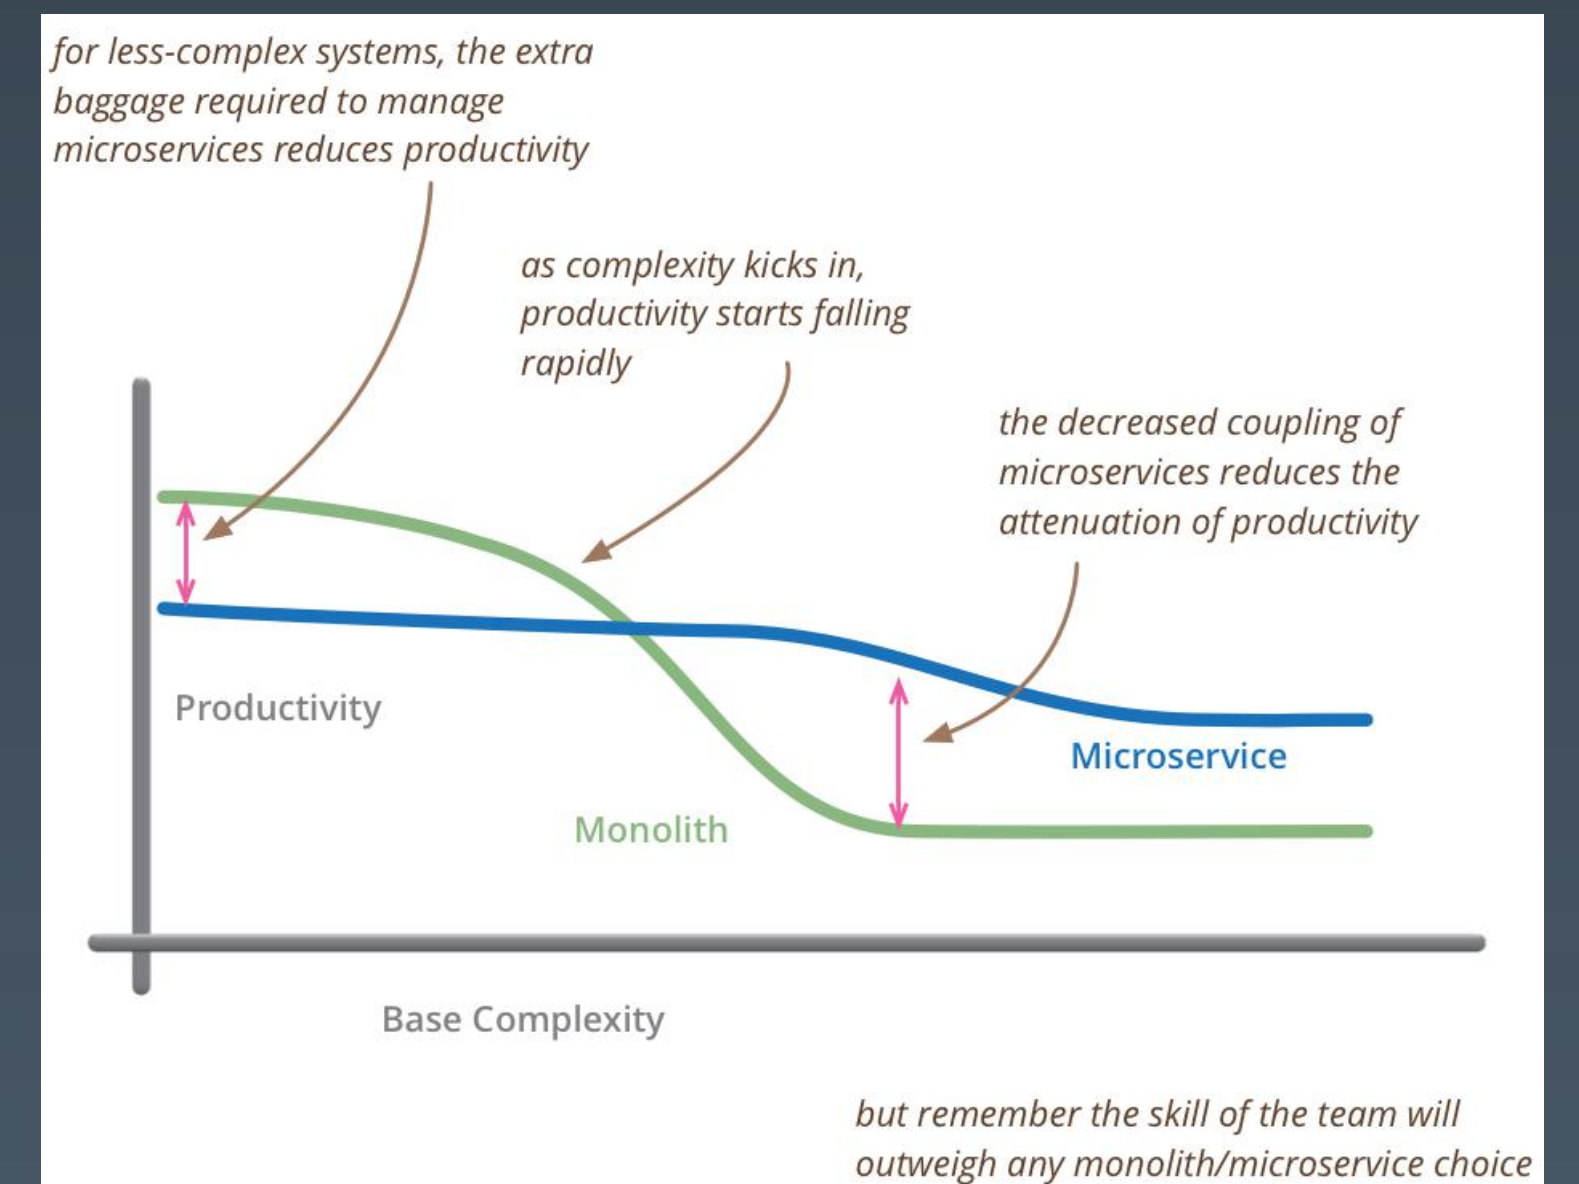 for less-complex systems, the extra
baggage required to manage
microservices reduces productivity
as complexity kicks in,
productivity starts falling
rapidly
the decreased coupling of
microservices reduces the
attenuation of productivity
Productivity
Microservice
Monolith
Base Complexity
but remember the skill of the team will
outweigh any monolith/microservice choice